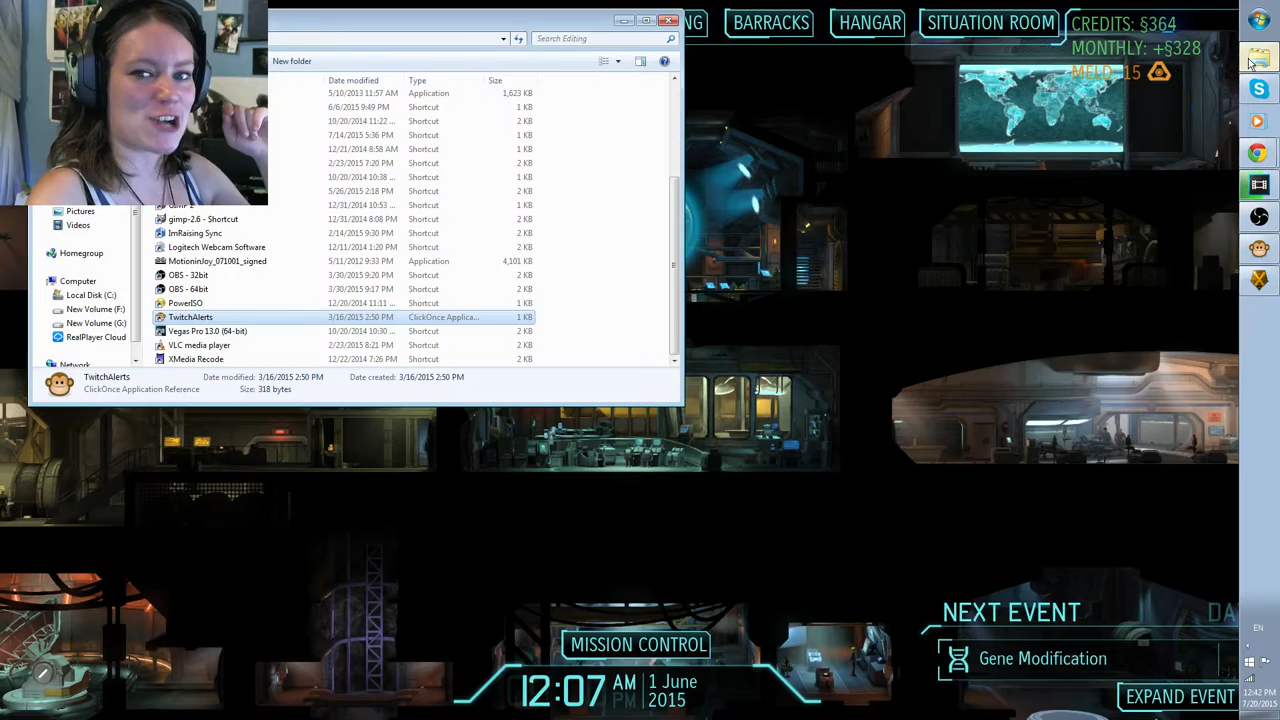 NG BARRACKS HANGAR SITUATION ROOM
CREDITS: §364
MONTHLY: +§328
MELD: 15
Search Editing
New folder
Date modified Type Size
5/10/2013 11:57 AM Application 1,623 KB
6/6/2015 9:49 PM Shortcut 1 KB
10/20/2014 11:22 ... Shortcut 2 KB
7/14/2015 5:36 PM Shortcut 1 KB
12/21/2014 8:58 AM Shortcut 1 KB
2/23/2015 7:20 PM Shortcut 2 KB
10/20/2014 10:38 ... Shortcut 1 KB
5/26/2015 2:18 PM Shortcut 1 KB
12/31/2014 10:53 ... Shortcut 2 KB
gimp-2.6 - Shortcut 12/31/2014 8:08 PM Shortcut 2 KB
ImRaising Sync 2/14/2015 9:30 PM Shortcut 2 KB
Logitech Webcam Software 12/11/2014 1:20 PM Shortcut 2 KB
MotioninJoy_071001_signed 5/11/2012 9:33 PM Application 4,101 KB
OBS - 32bit 3/30/2015 9:20 PM Shortcut 2 KB
OBS - 64bit 3/30/2015 9:17 PM Shortcut 2 KB
PowerISO 12/20/2014 11:11 ... Shortcut 2 KB
TwitchAlerts 3/16/2015 2:50 PM ClickOnce Applica... 1 KB
Vegas Pro 13.0 (64-bit) 10/20/2014 10:30 ... Shortcut 2 KB
VLC media player 2/23/2015 8:21 PM Shortcut 2 KB
XMedia Recode 12/22/2014 7:26 PM Shortcut 2 KB
Pictures
Videos
Homegroup
Computer
Local Disk (C:)
New Volume (F:)
New Volume (G:)
RealPlayer Cloud
Network
TwitchAlerts Date modified: 3/16/2015 2:50 PM Date created: 3/16/2015 2:50 PM
ClickOnce Application Reference Size: 318 bytes
NEXT EVENT DA
Gene Modification
EXPAND EVENT
MISSION CONTROL
12:07 AM PM 1 June
2015
EN
12:42 PM
7/20/2015